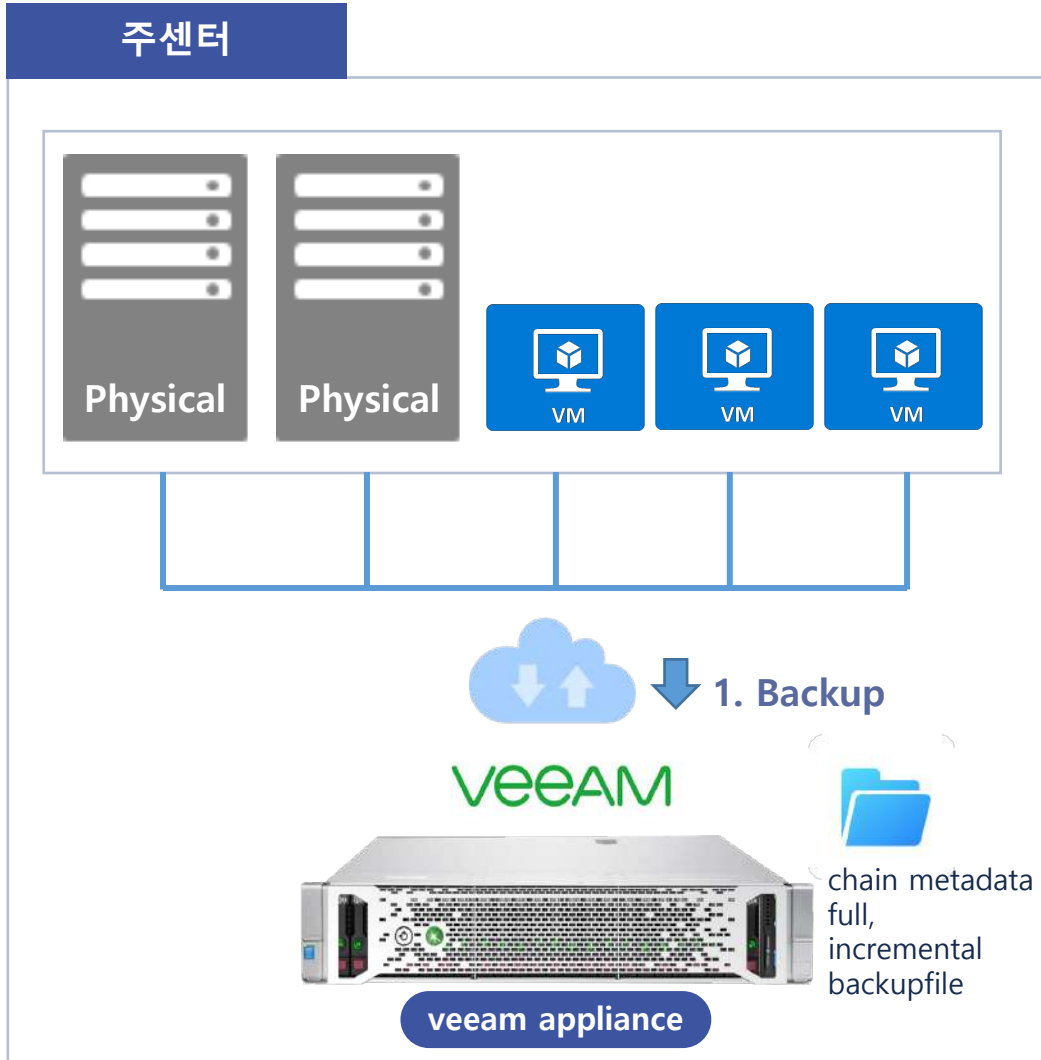 주센터
Physical
Physical
VM
VM
VM
1. Backup
veeAM
chain metadata
full,
incremental
backupfile
veeam appliance